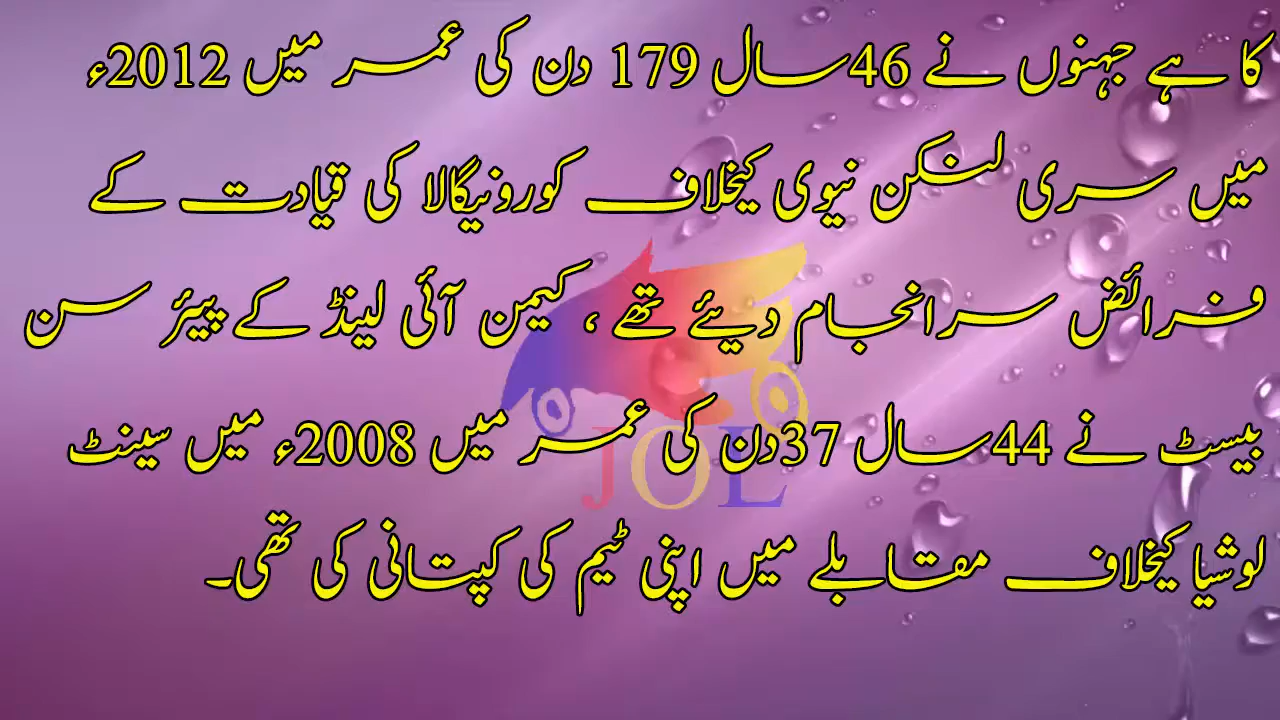 کا ہے جنہوں نے 46سال 179 دن کی عمر میں 2012ء
میں سری لنکن نیوی کیخلاف کورونیگالا کی قیادت کے
فرائض سرانجام دیئے تھے ، کیمن آئی لینڈ کے پیئر سن
بیسٹ نے 44سال 37دن کی عمر میں 2008ء میں سینٹ
لوشیا کیخلاف مقابلے میں اپنی ٹیم کی کپتانی کی تھی۔
JOL